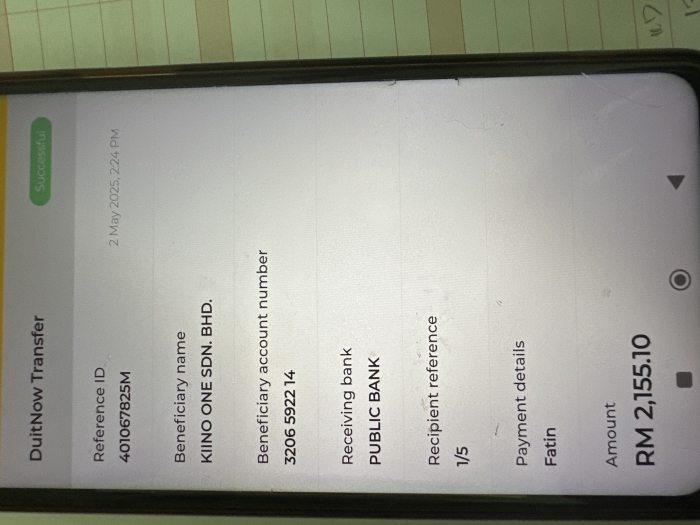 DuitNow Transfer
Successful
Reference ID
401067825M
2 May 2025, 2:24 PM
Beneficiary name
KIINO ONE SDN. BHD.
Beneficiary account number
3206 5922 14
Receiving bank
PUBLIC BANK
Recipient reference
1/5
Payment details
Fatin
Amount
RM 2,155.10